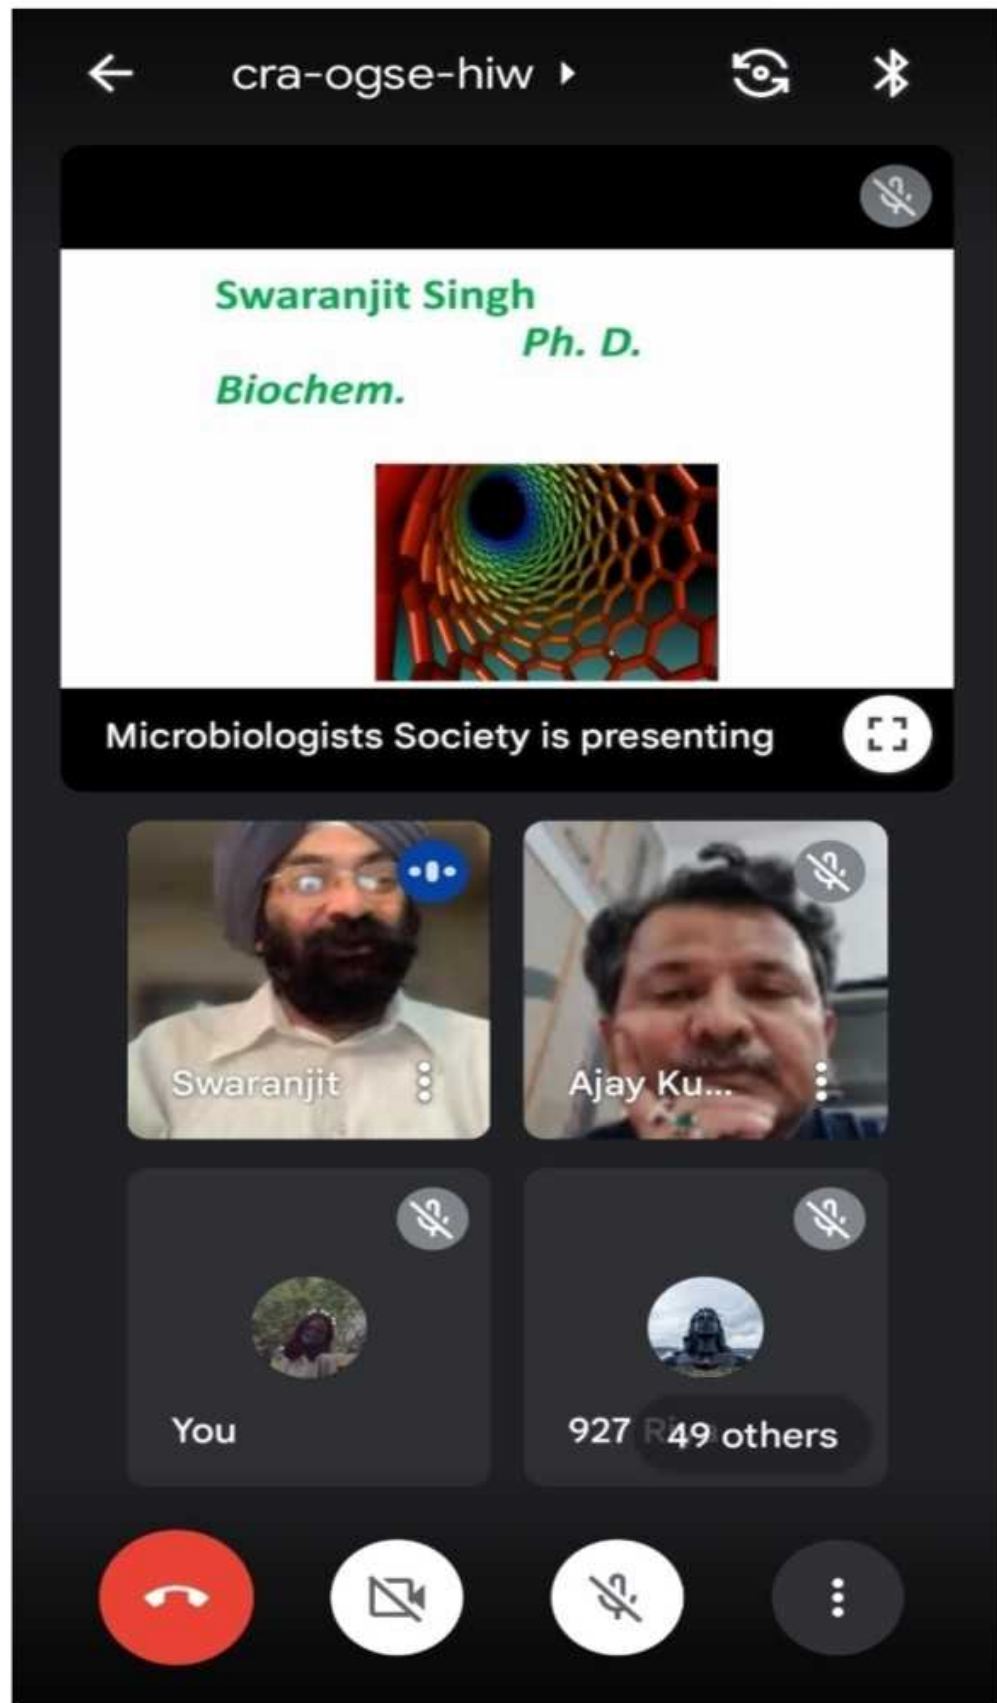 cra-ogse-hiw
Swaranjit Singh
Ph. D.
Biochem.
Microbiologists Society is presenting
Swaranjit
Ajay Ku...
You
927
49 others